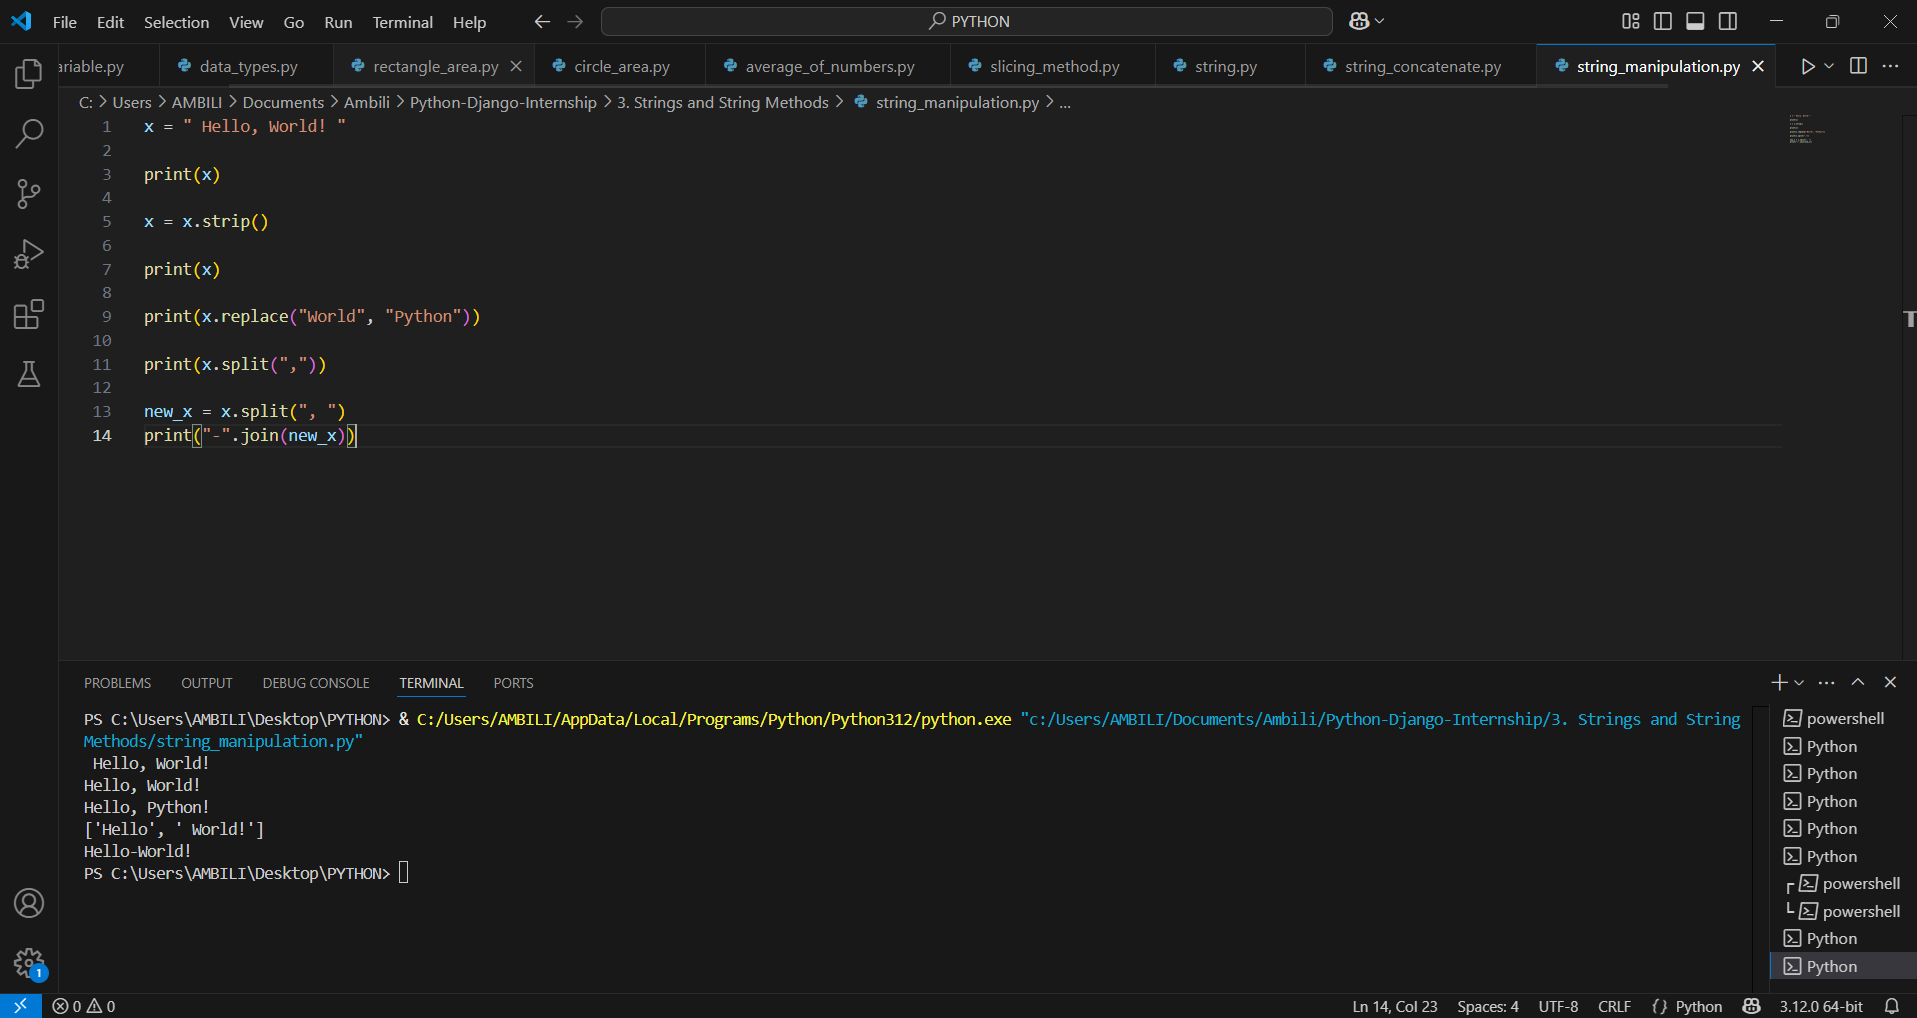 File Edit Selection View Go Run Terminal Help PYTHON
ariable.py data_types.py rectangle_area.py circle_area.py average_of_numbers.py slicing_method.py string.py string_concatenate.py string_manipulation.py
C: > Users > AMBILI > Documents > Ambili > Python-Django-Internship > 3. Strings and String Methods > string_manipulation.py > ...
1 x = " Hello, World! "
2
3 print(x)
4
5 x = x.strip()
6
7 print(x)
8
9 print(x.replace("World", "Python"))
10
11 print(x.split(","))
12
13 new_x = x.split(", ")
14 print("-".join(new_x))
PROBLEMS OUTPUT DEBUG CONSOLE TERMINAL PORTS
PS C:\Users\AMBILI\Desktop\PYTHON> & C:/Users/AMBILI/AppData/Local/Programs/Python/Python312/python.exe "c:/Users/AMBILI/Documents/Ambili/Python-Django-Internship/3. Strings and String
Methods/string_manipulation.py"
 Hello, World!
Hello, World!
Hello, Python!
['Hello', ' World!']
Hello-World!
PS C:\Users\AMBILI\Desktop\PYTHON>
powershell
Python
Python
Python
Python
Python
powershell
powershell
Python
Python
1
0 0 Ln 14, Col 23 Spaces: 4 UTF-8 CRLF {} Python 3.12.0 64-bit